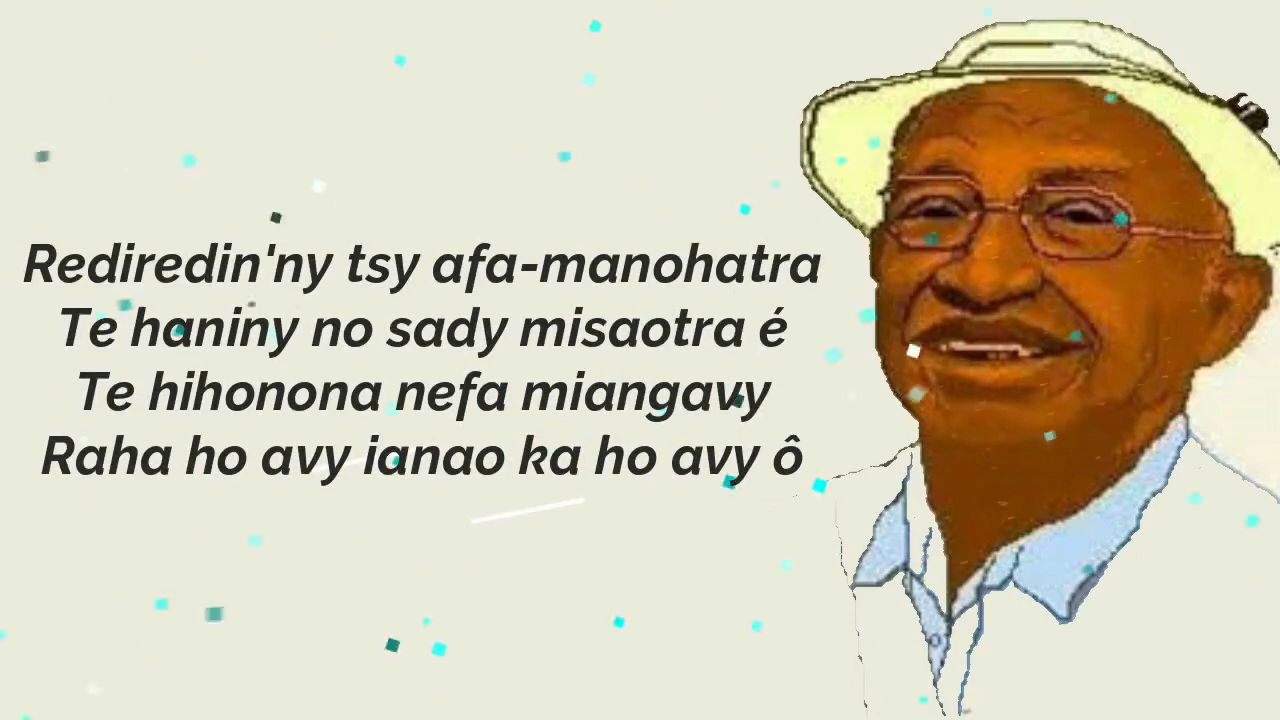 Rediredin'ny tsy afa-manohatra
Te haniny no sady misaotra é
Te hihonona nefa miangavy
Raha ho avy ianao ka ho avy ô